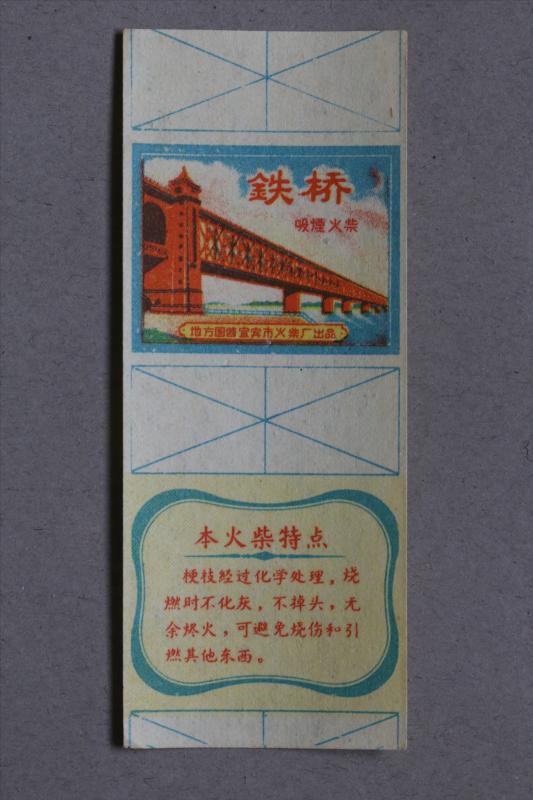 鉄桥
吸煙火柴
地方国营宜宾市火柴厂出品
本火柴特点
梗枝经过化学处理，烧
燃时不化灰，不掉头，无
余烬火，可避免烧伤和引
燃其他东西。